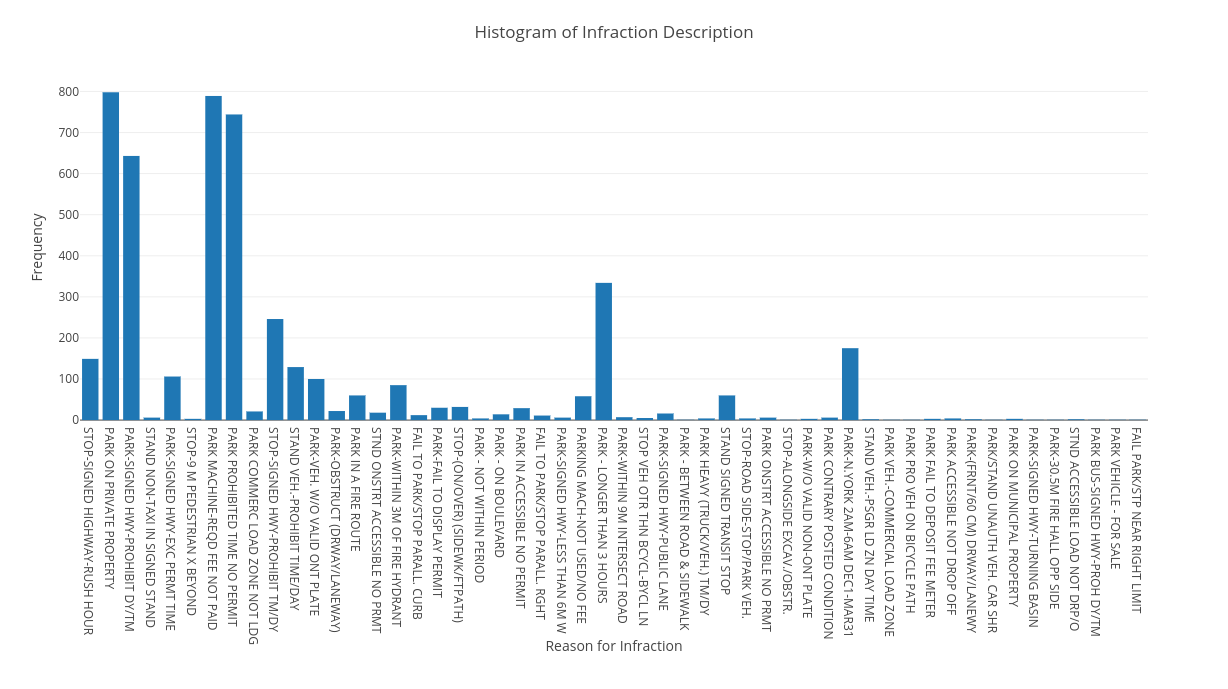 Histogram of Infraction Description
Frequency
800
700
600
500
400
300
200
100
0
STOP-SIGNED HIGHWAY-RUSH HOUR
PARK ON PRIVATE PROPERTY
PARK-SIGNED HWY-PROHIBIT DY/TM
STAND NON-TAXI IN SIGNED STAND
PARK-SIGNED HWY-EXC PERMIT TIME
STOP-9 M PEDESTRIAN X BEYOND
PARK MACHINE-REQD FEE NOT PAID
PARK PROHIBITED TIME NO PERMIT
PARK COMMERC LOAD ZONE NOT LDG
STOP-SIGNED HWY-PROHIBIT TM/DY
STAND VEH.-PROHIBIT TIME/DAY
PARK-VEH. W/O VALID ONT PLATE
PARK-OBSTRUCT (DRWAY/LANEWAY)
PARK IN A FIRE ROUTE
STND ONSTRT ACCESSIBLE NO PRMT
PARK-WITHIN 3M OF FIRE HYDRANT
FAIL TO PARK/STOP PARALL CURB
PARK-FAIL TO DISPLAY PERMIT
STOP-(ON/OVER) (SIDEWK/FTPATH)
PARK - NOT WITHIN PERIOD
PARK - ON BOULEVARD
PARK IN ACCESSIBLE NO PERMIT
FAIL TO PARK/STOP PARALL RGHT
PARK-SIGNED HWY-LESS THAN 6M W
PARKING MACH-NOT USED/NO FEE
PARK - LONGER THAN 3 HOURS
PARK-WITHIN 9M INTERSECT ROAD
STOP VEH OTR THN BCYCL-BYCL LN
PARK-SIGNED HWY-PUBLIC LANE
PARK - BETWEEN ROAD & SIDEWALK
PARK HEAVY (TRUCK/VEH.) TM/DY
STAND SIGNED TRANSIT STOP
STOP-ROAD SIDE-STOP/PARK VEH.
PARK ONSTRT ACCESSIBLE NO PRMT
STOP-ALONGSIDE EXCAV./OBSTR.
PARK-W/O VALID NON-ONT PLATE
PARK CONTRARY POSTED CONDITION
PARK-N.YORK 2AM-6AM DEC1-MAR31
STAND VEH.-PSGR LD ZN DAY TIME
PARK VEH.-COMMERCIAL LOAD ZONE
PARK PRO VEH ON BICYCLE PATH
PARK FAIL TO DEPOSIT FEE METER
PARK ACCESSIBLE NOT DROP OFF
PARK-(FRNT/60 CM) DRWAY/LANEWY
PARK/STAND UNAUTH VEH. CAR SHR
PARK ON MUNICIPAL PROPERTY
PARK-SIGNED HWY-TURNING BASIN
PARK-30.5M FIRE HALL OPP SIDE
STND ACCESSIBLE LOAD NOT DRP/O
PARK BUS-SIGNED HWY-PROH DY/TM
PARK VEHICLE - FOR SALE
FAIL PARK/STP NEAR RIGHT LIMIT
Reason for Infraction